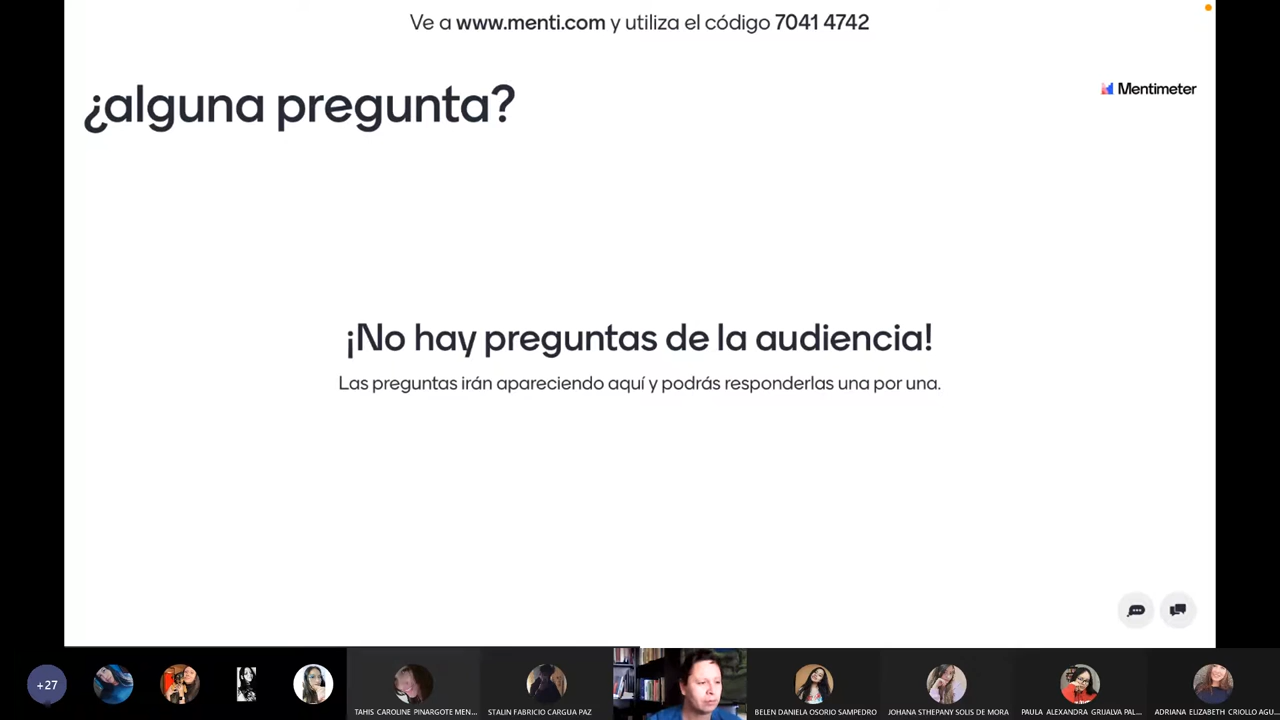 Ve a www.menti.com y utiliza el código 7041 4742
¿alguna pregunta?
Mentimeter
¡No hay preguntas de la audiencia!
Las preguntas irán apareciendo aquí y podrás responderlas una por una.
+27
TAHIS CAROLINE PINARGOTE MEN...
STALIN FABRICIO CARGUA PAZ
BELEN DANIELA OSORIO SAMPEDRO
JOHANA STHEPANY SOLIS DE MORA
PAULA ALEXANDRA GRIJALVA PAL...
ADRIANA ELIZABETH CRIOLLO AGU...